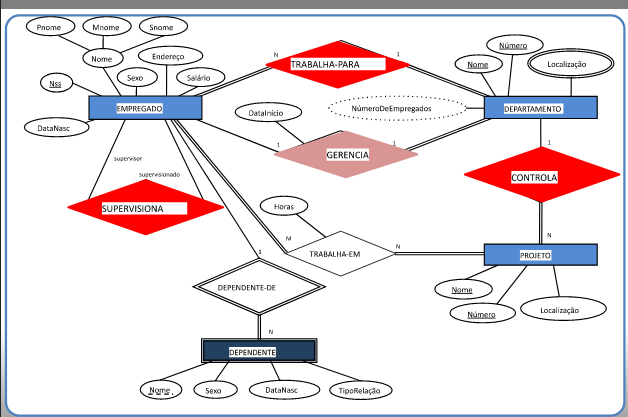 Pnome
Mnome
Snome
Nome
Endereço
Nss
Sexo
Salário
DataNasc
EMPREGADO
N
TRABALHA-PARA
1
Número
Nome
Localização
NúmeroDeEmpregados
DEPARTAMENTO
DataInício
1
GERENCIA
1
supervisor
supervisionado
SUPERVISIONA
1
CONTROLA
N
Horas
M
TRABALHA-EM
N
PROJETO
Nome
Número
Localização
1
DEPENDENTE-DE
N
DEPENDENTE
Nome
Sexo
DataNasc
TipoRelação